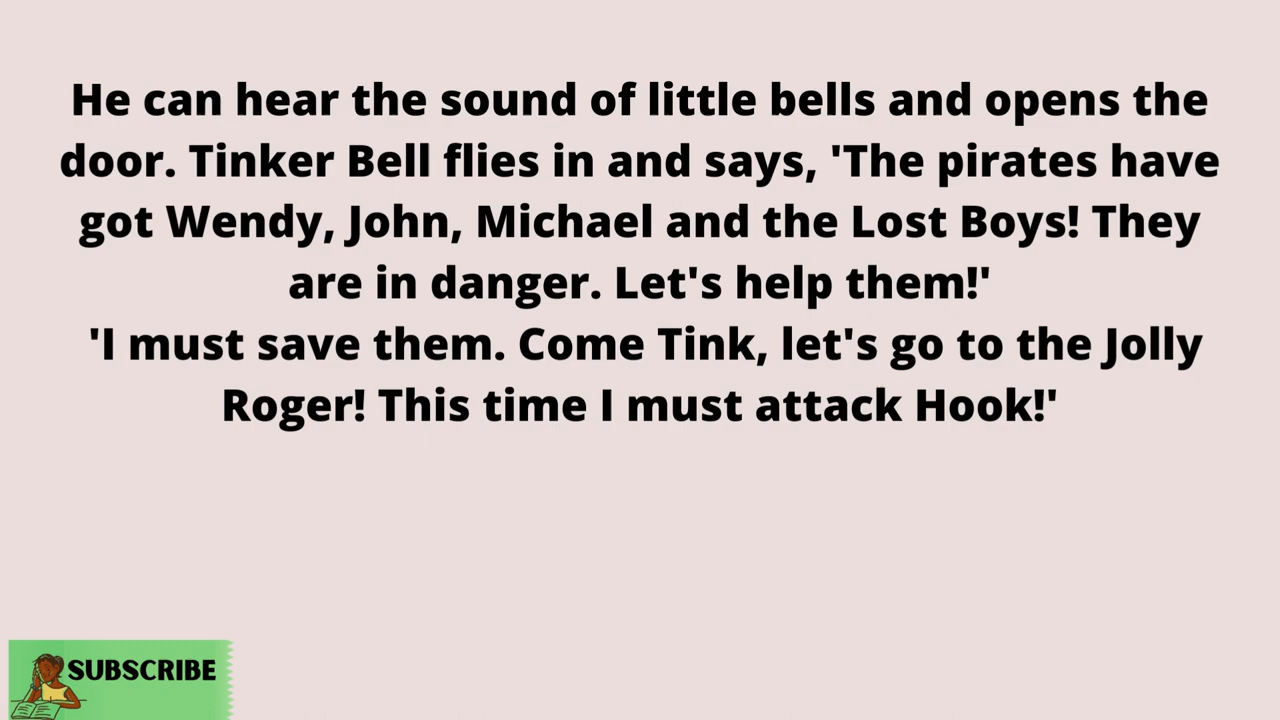 He can hear the sound of little bells and opens the
door. Tinker Bell flies in and says, 'The pirates have
got Wendy, John, Michael and the Lost Boys! They
are in danger. Let's help them!'
'I must save them. Come Tink, let's go to the Jolly
Roger! This time I must attack Hook!'
SUBSCRIBE